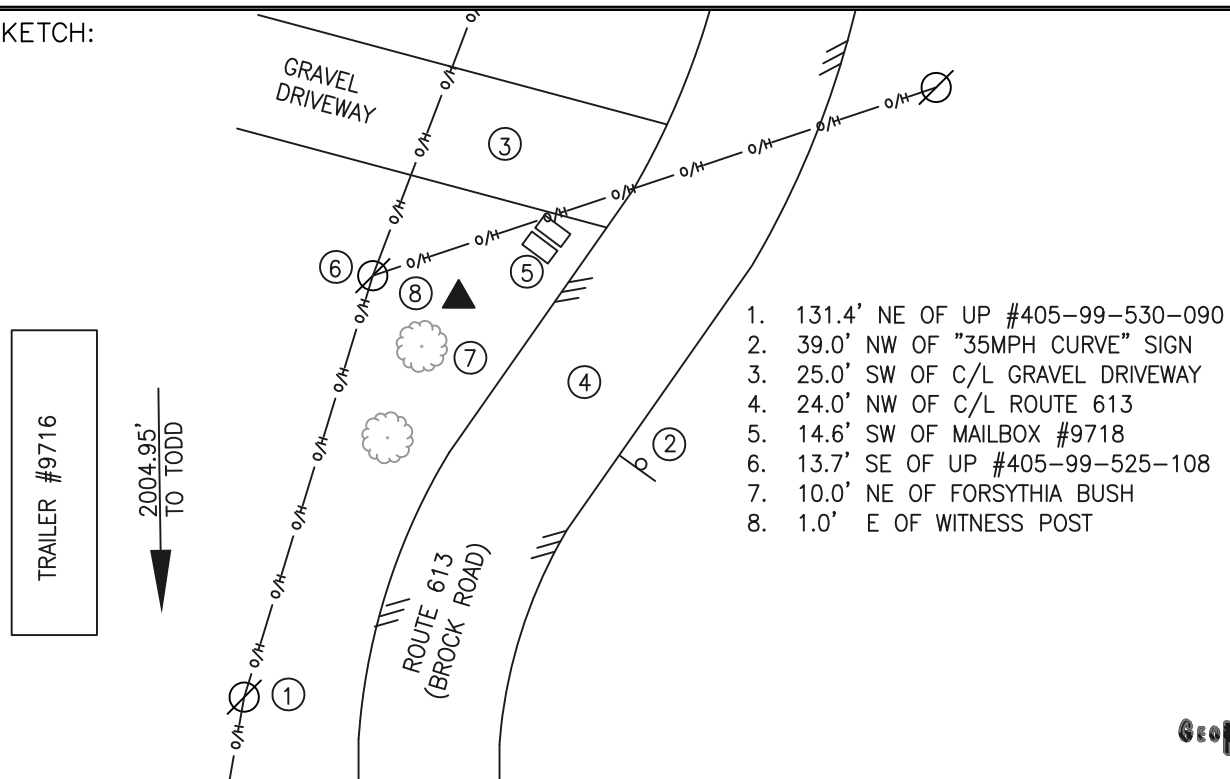 KETCH:
GRAVEL
DRIVEWAY
O/H
O/H
O/H
O/H
O/H
O/H
O/H
O/H
O/H
O/H
O/H
O/H
3
6
8
5
7
4
2
1
O/H
O/H
O/H
O/H
O/H
O/H
O/H
O/H
TRAILER #9716
2004.95'
TO TODD
ROUTE 613
(BROCK ROAD)
1. 131.4' NE OF UP #405-99-530-090
2. 39.0' NW OF "35MPH CURVE" SIGN
3. 25.0' SW OF C/L GRAVEL DRIVEWAY
4. 24.0' NW OF C/L ROUTE 613
5. 14.6' SW OF MAILBOX #9718
6. 13.7' SE OF UP #405-99-525-108
7. 10.0' NE OF FORSYTHIA BUSH
8. 1.0' E OF WITNESS POST